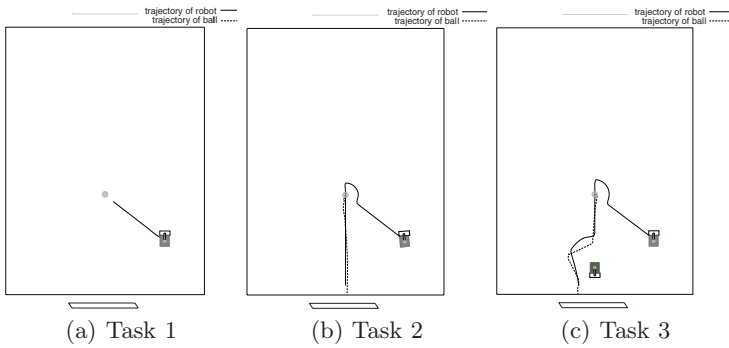 trajectory of robot
trajectory of ball
trajectory of robot
trajectory of ball
trajectory of robot
trajectory of ball
(a) Task 1
(b) Task 2
(c) Task 3